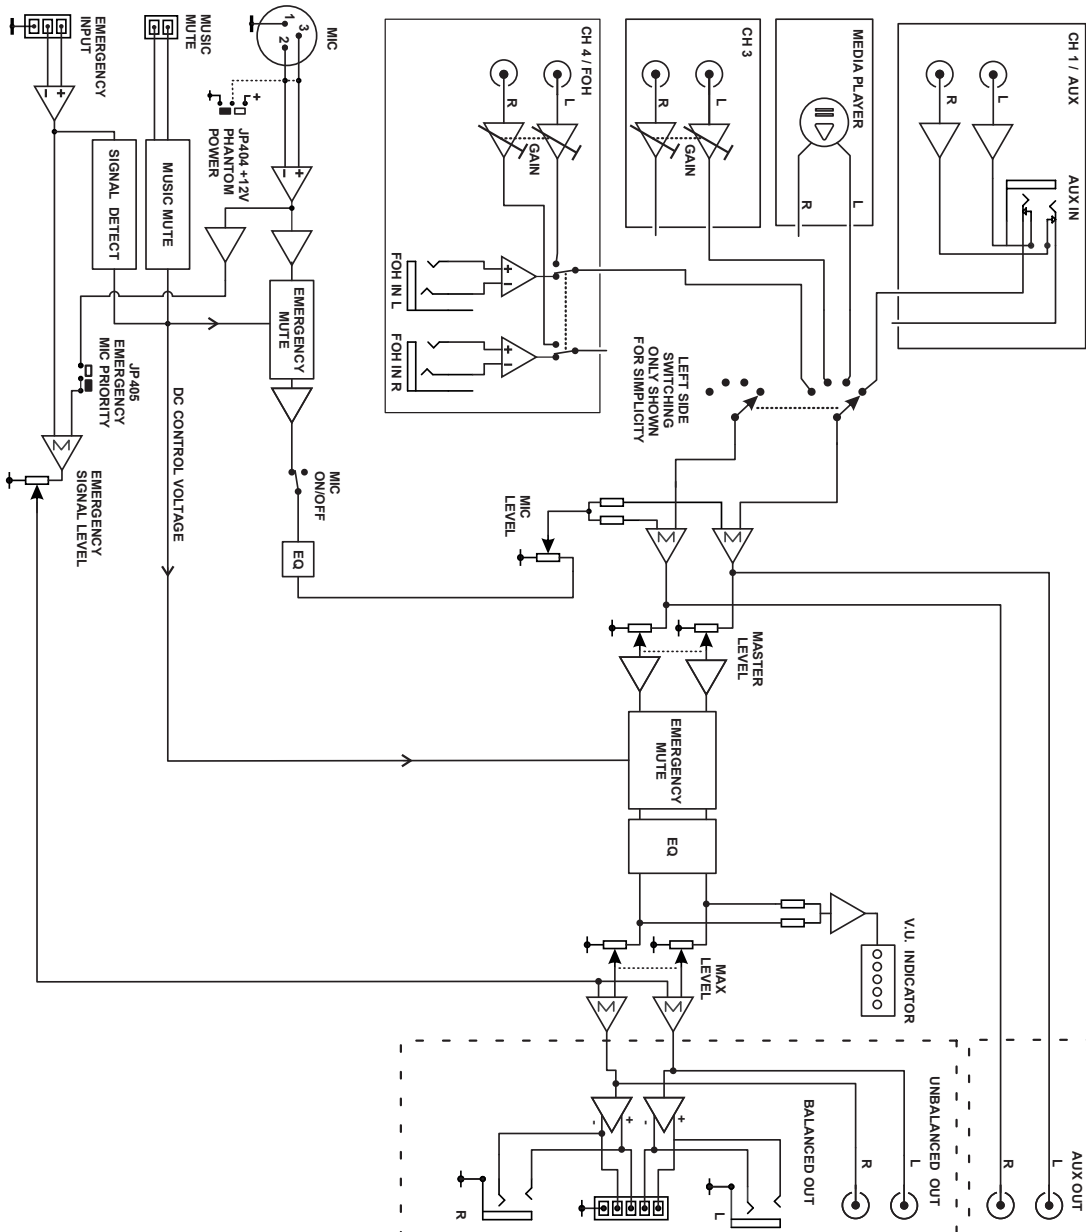 CH 1 / AUX
R
L
AUX IN
MEDIA PLAYER
R
L
CH 3
R
L
GAIN
CH 4 / FOH
R
L
GAIN
FOH IN L
+
−
FOH IN R
+
−
LEFT SIDE
SWITCHING
ONLY SHOWN
FOR SIMPLICITY
MIC
1
2
3
+
JP404 +12V
PHANTOM
POWER
−
+
MUSIC
MUTE
MUSIC MUTE
EMERGENCY
INPUT
−
+
SIGNAL DETECT
EMERGENCY
MUTE
JP405
EMERGENCY
MIC PRIORITY
DC CONTROL VOLTAGE
EMERGENCY
SIGNAL LEVEL
MIC
ON/OFF
EQ
MIC
LEVEL
MASTER
LEVEL
EMERGENCY
MUTE
EQ
V.U. INDICATOR
MAX
LEVEL
AUX OUT
L
R
UNBALANCED OUT
L
R
BALANCED OUT
-
+
-
+
L
R